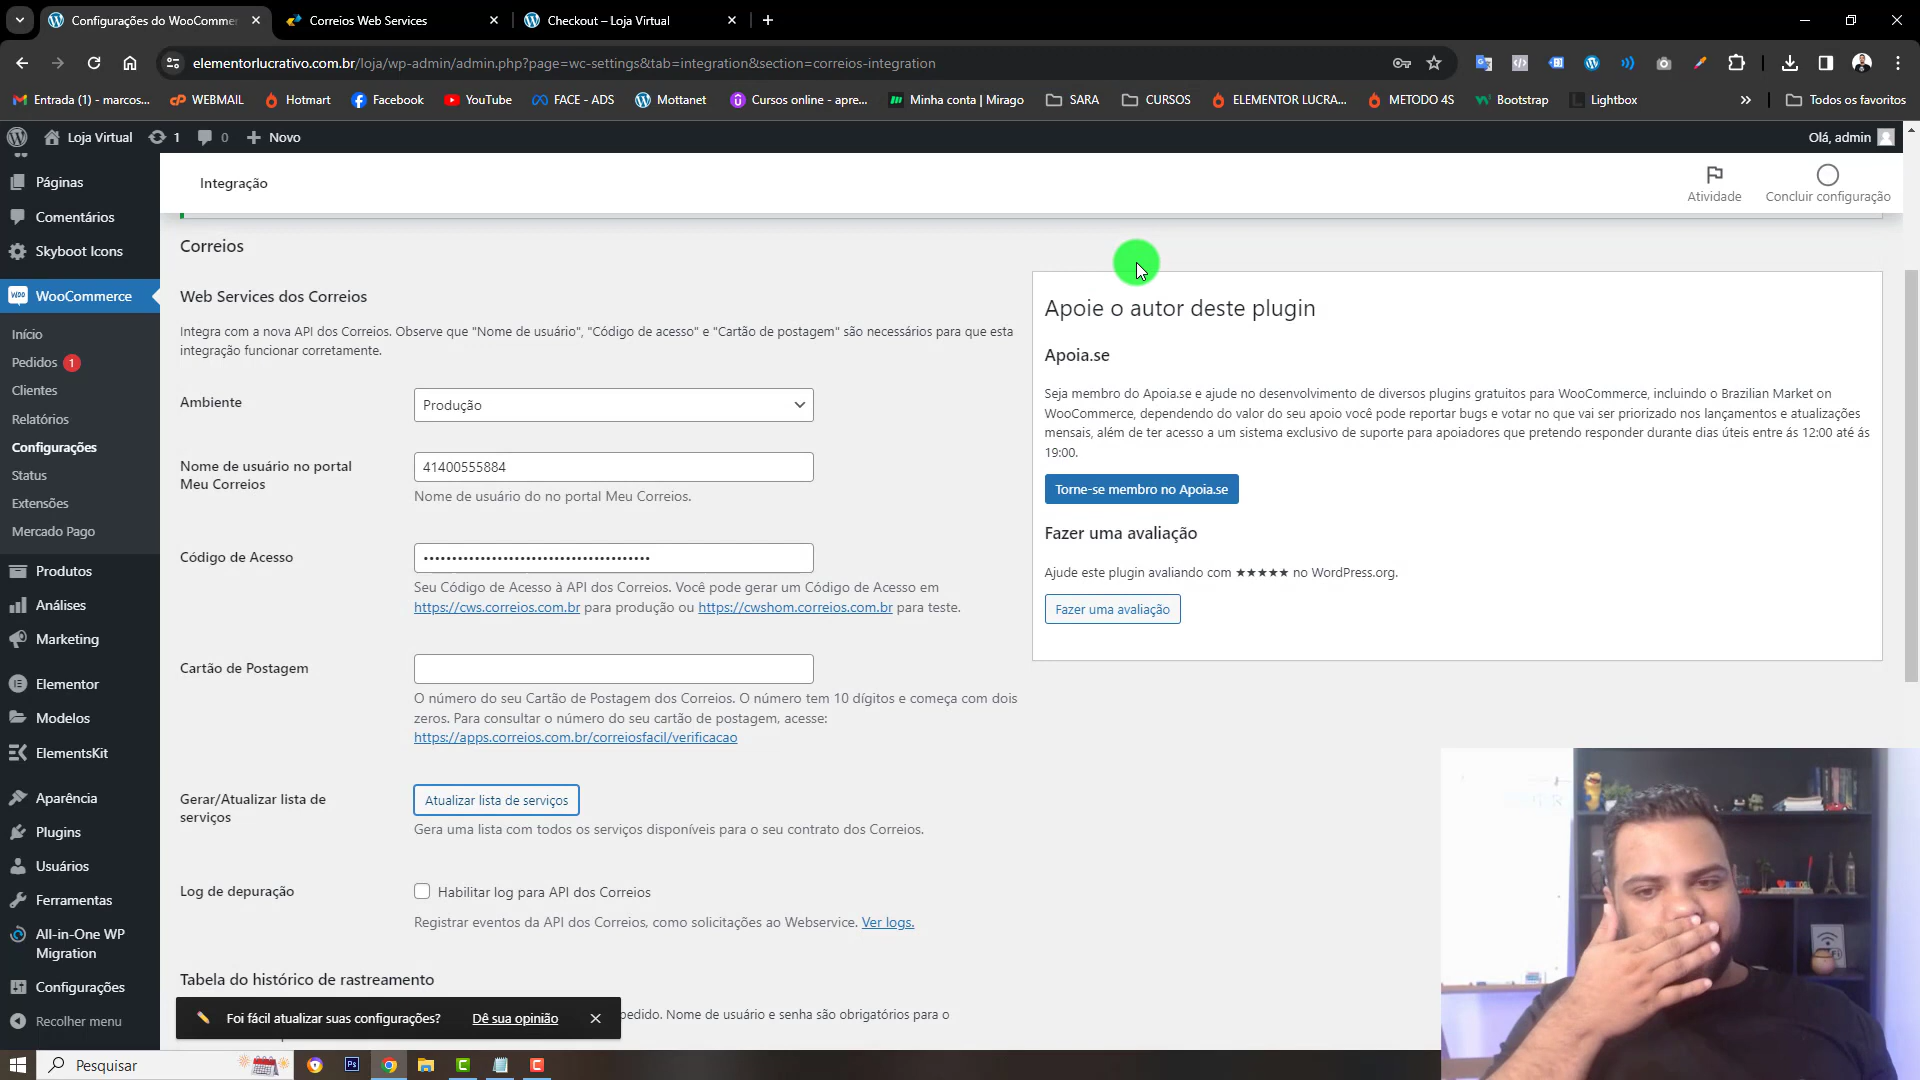 Configurações do WooCommer
Correios Web Services
Checkout – Loja Virtual
elementorlucrativo.com.br/loja/wp-admin/admin.php?page=wc-settings&tab=integration&section=correios-integration
Entrada (1) - marcos...
WEBMAIL
Hotmart
Facebook
YouTube
FACE - ADS
Mottanet
Cursos online - apre...
Minha conta | Mirago
SARA
CURSOS
ELEMENTOR LUCRA...
METODO 4S
Bootstrap
Lightbox
Todos os favoritos
Loja Virtual
1
0
Novo
Olá, admin
Páginas
Comentários
Skyboot Icons
WooCommerce
Início
Pedidos 1
Clientes
Relatórios
Configurações
Status
Extensões
Mercado Pago
Produtos
Análises
Marketing
Elementor
Modelos
ElementsKit
Aparência
Plugins
Usuários
Ferramentas
All-in-One WP
Migration
Configurações
Recolher menu
Integração
Atividade
Concluir configuração
Correios
Web Services dos Correios
Integra com a nova API dos Correios. Observe que "Nome de usuário", "Código de acesso" e "Cartão de postagem" são necessários para que esta
integração funcionar corretamente.
Ambiente
Produção
Nome de usuário no portal
Meu Correios
41400555884
Nome de usuário do no portal Meu Correios.
Código de Acesso
Seu Código de Acesso à API dos Correios. Você pode gerar um Código de Acesso em
https://cws.correios.com.br para produção ou https://cwshom.correios.com.br para teste.
Cartão de Postagem
O número do seu Cartão de Postagem dos Correios. O número tem 10 dígitos e começa com dois
zeros. Para consultar o número do seu cartão de postagem, acesse:
https://apps.correios.com.br/correiosfacil/verificacao
Gerar/Atualizar lista de
serviços
Atualizar lista de serviços
Gera uma lista com todos os serviços disponíveis para o seu contrato dos Correios.
Log de depuração
Habilitar log para API dos Correios
Registrar eventos da API dos Correios, como solicitações ao Webservice. Ver logs.
Tabela do histórico de rastreamento
pedido. Nome de usuário e senha são obrigatórios para o
Foi fácil atualizar suas configurações?
Dê sua opinião
Apoie o autor deste plugin
Apoia.se
Seja membro do Apoia.se e ajude no desenvolvimento de diversos plugins gratuitos para WooCommerce, incluindo o Brazilian Market on
WooCommerce, dependendo do valor do seu apoio você pode reportar bugs e votar no que vai ser priorizado nos lançamentos e atualizações
mensais, além de ter acesso a um sistema exclusivo de suporte para apoiadores que pretendo responder durante dias úteis entre ás 12:00 até ás
19:00.
Torne-se membro no Apoia.se
Fazer uma avaliação
Ajude este plugin avaliando com ★★★★★ no WordPress.org.
Fazer uma avaliação
Pesquisar